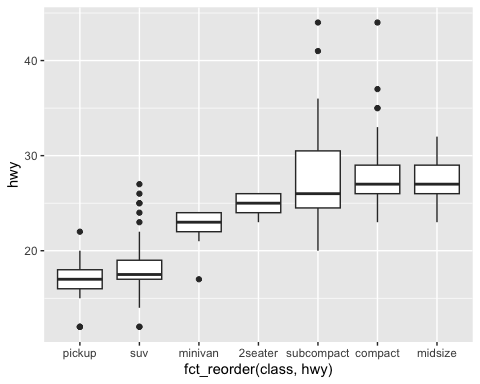 40
30
20
hwy
pickup suv minivan 2seater subcompact compact midsize
fct_reorder(class, hwy)